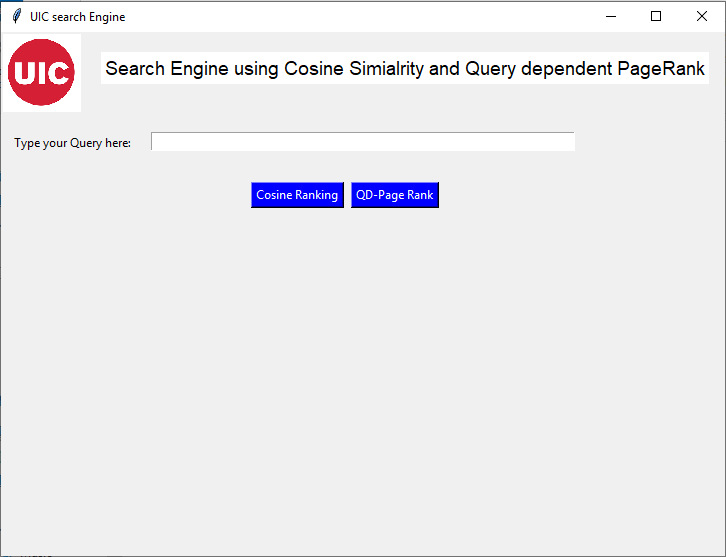 UIC search Engine
UIC
Search Engine using Cosine Simialrity and Query dependent PageRank
Type your Query here:
Cosine Ranking QD-Page Rank